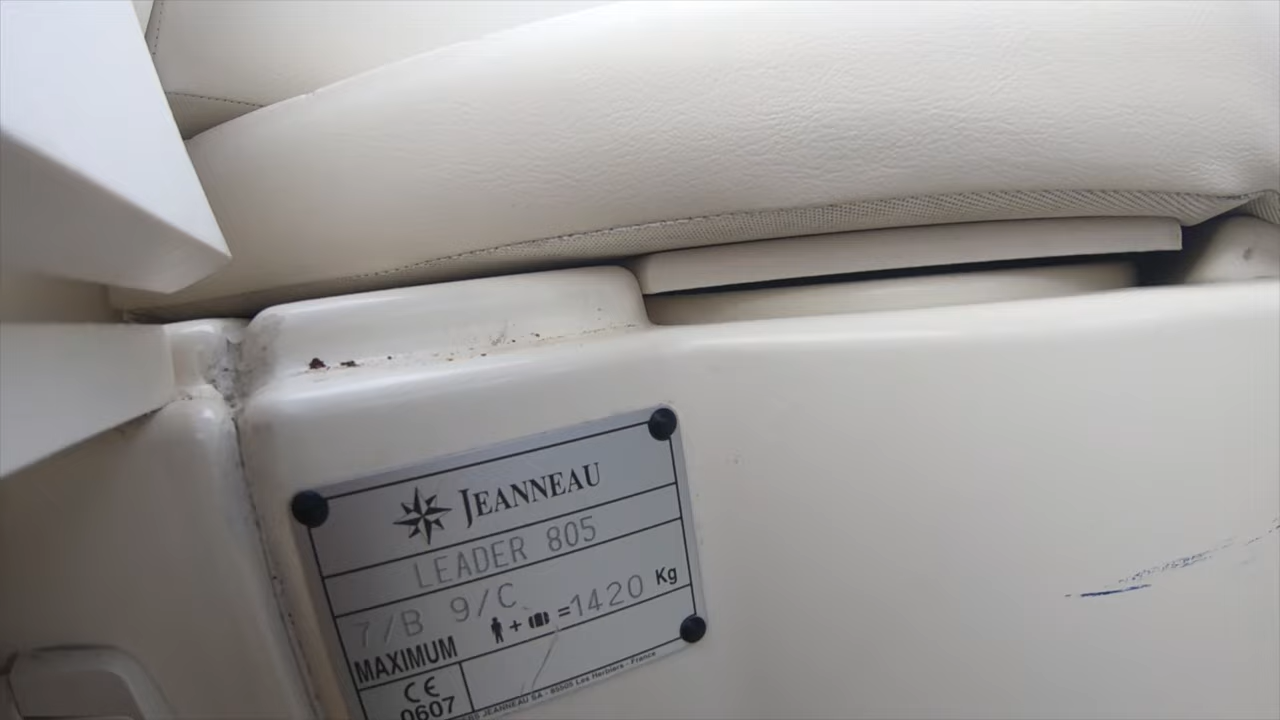 JEANNEAU
LEADER 805
7/B 9/C
MAXIMUM + =1420 Kg
CE
0607
JEANNEAU SA - 85505 Les Herbiers - France